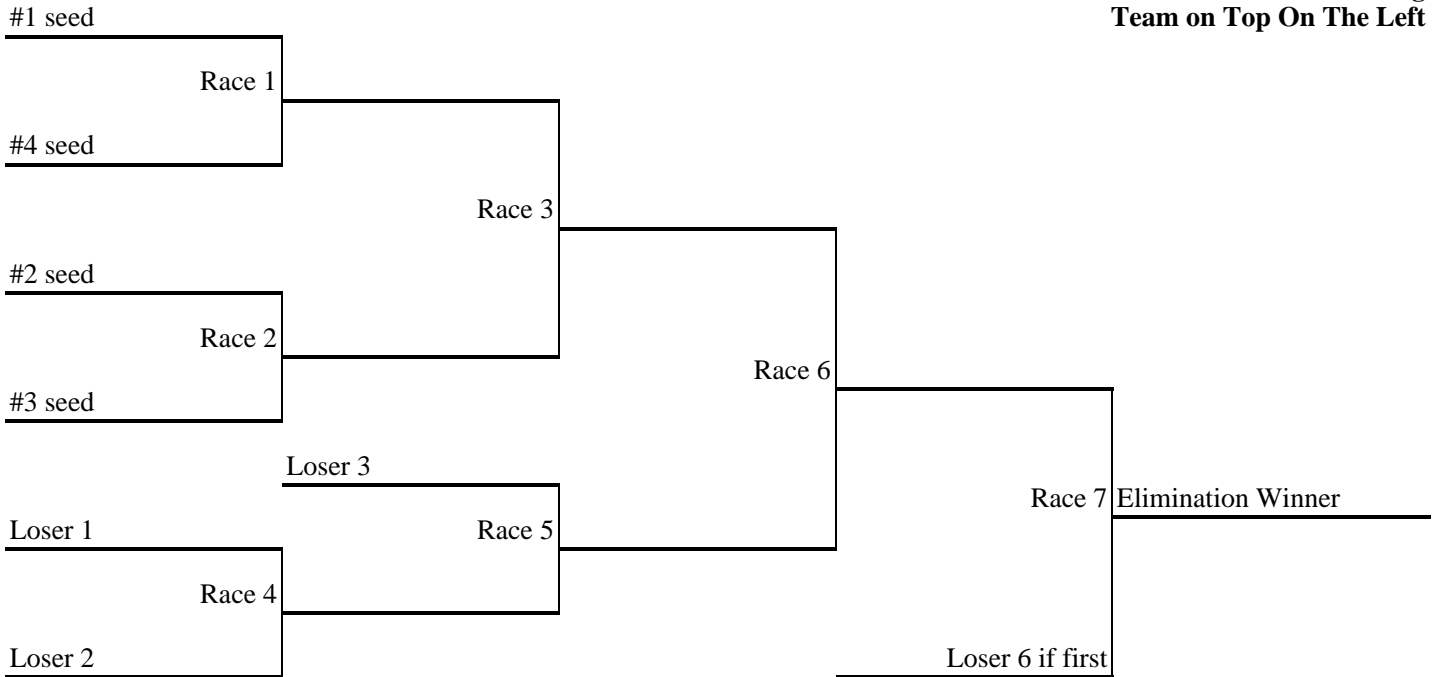 #1 seed
Team on Top On The Left
Race 1
#4 seed
Race 3
#2 seed
Race 2
Race 6
#3 seed
Loser 3
Race 7 Elimination Winner
Loser 1
Race 5
Race 4
Loser 2
Loser 6 if first